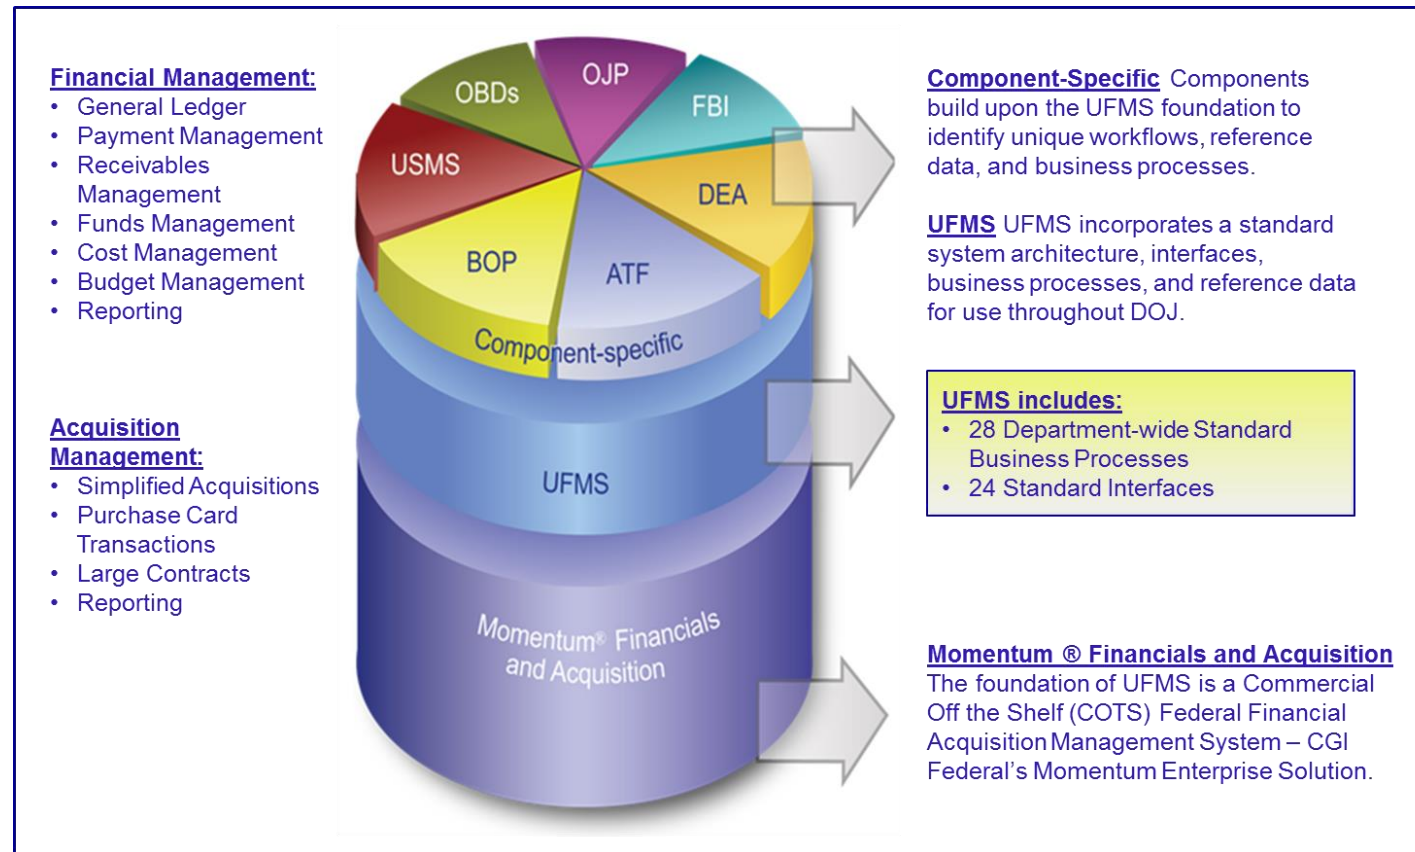 Financial Management:
• General Ledger
• Payment Management
• Receivables
Management
• Funds Management
• Cost Management
• Budget Management
• Reporting
Acquisition
Management:
• Simplified Acquisitions
• Purchase Card
Transactions
• Large Contracts
• Reporting
OBDs
OJP
FBI
USMS
DEA
BOP
ATF
Component-specific
UFMS
Momentum® Financials
and Acquisition
Component-Specific Components
build upon the UFMS foundation to
identify unique workflows, reference
data, and business processes.
UFMS UFMS incorporates a standard
system architecture, interfaces,
business processes, and reference data
for use throughout DOJ.
UFMS includes:
• 28 Department-wide Standard
Business Processes
• 24 Standard Interfaces
Momentum ® Financials and Acquisition
The foundation of UFMS is a Commercial
Off the Shelf (COTS) Federal Financial
Acquisition Management System – CGI
Federal’s Momentum Enterprise Solution.